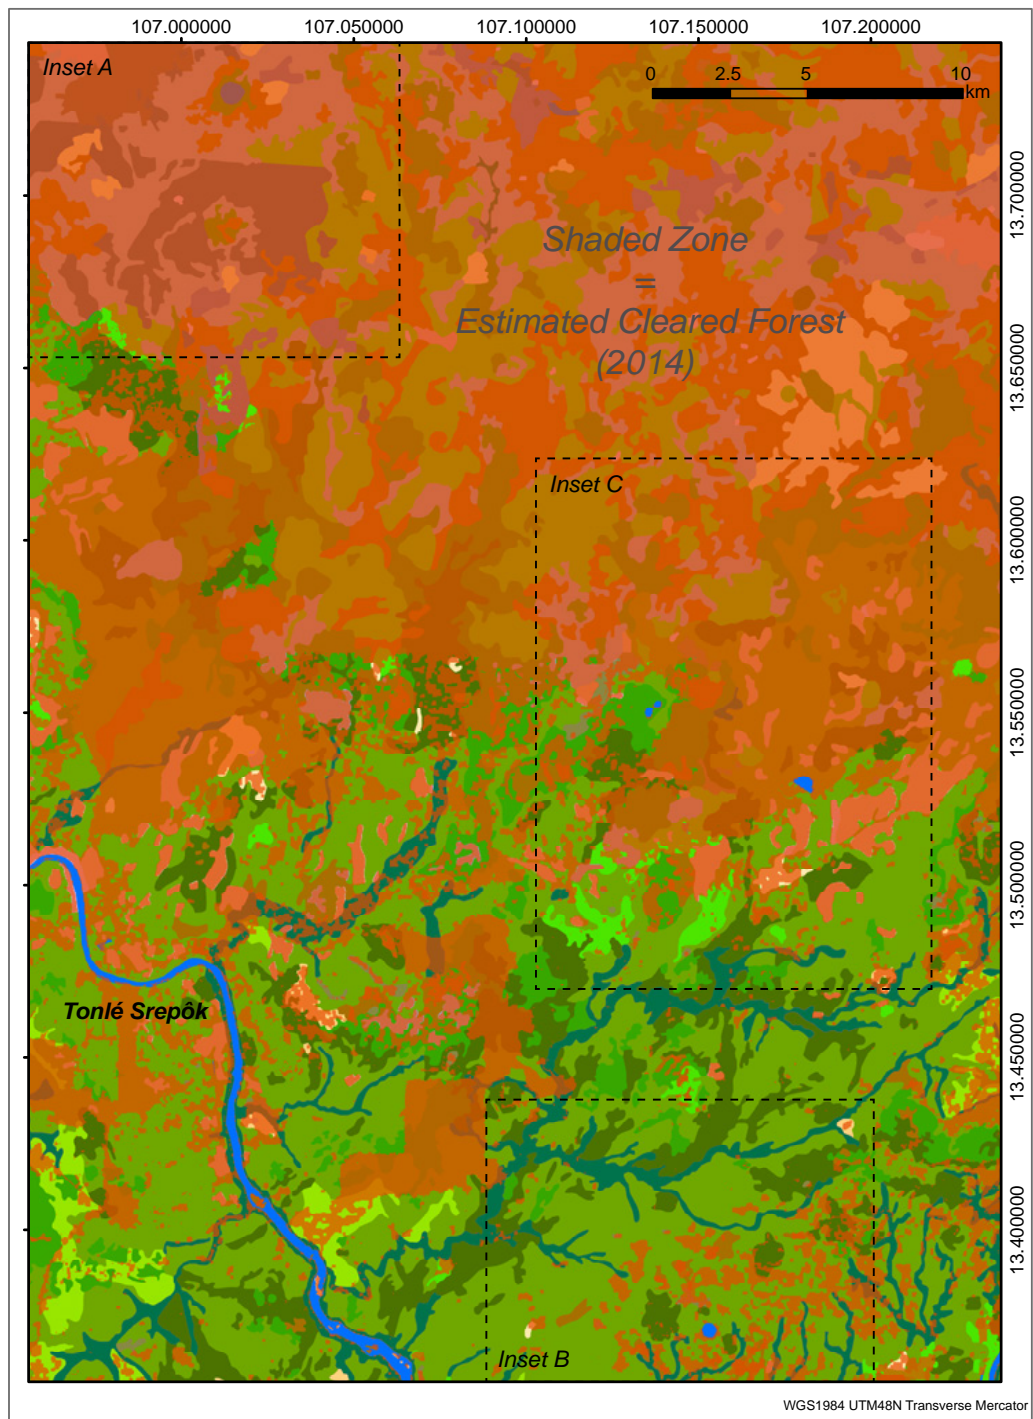 107.000000 107.050000 107.100000 107.150000 107.200000
Inset A
0 2.5 5 10
km
13.700000
Shaded Zone
=
Estimated Cleared Forest
(2014)
13.650000
Inset C
13.600000
13.550000
13.500000
Tonlé Srepôk
13.450000
13.400000
Inset B
WGS1984 UTM48N Transverse Mercator